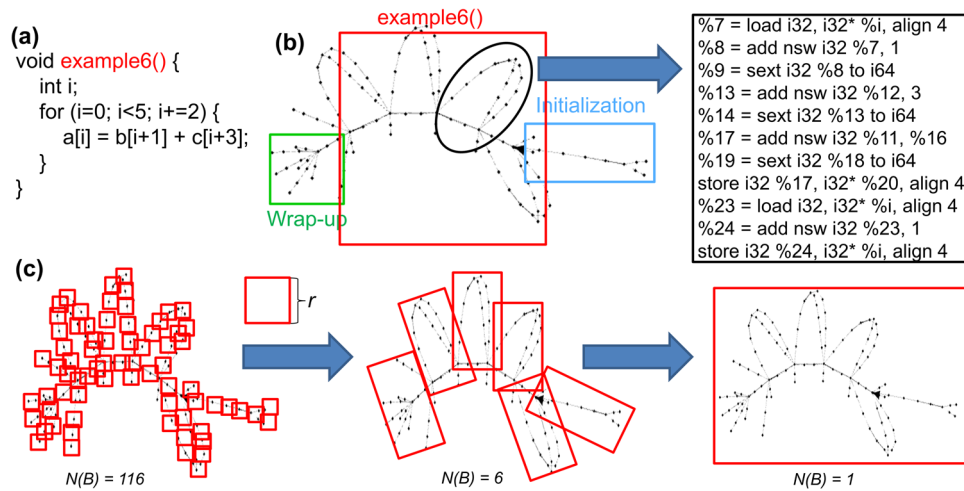 (a)
void example6() {
int i;
for (i=0; i<5; i+=2) {
a[i] = b[i+1] + c[i+3];
}
}
(b)
example6()
Initialization
Wrap-up
%7 = load i32, i32* %i, align 4
%8 = add nsw i32 %7, 1
%9 = sext i32 %8 to i64
%13 = add nsw i32 %12, 3
%14 = sext i32 %13 to i64
%17 = add nsw i32 %11, %16
%19 = sext i32 %18 to i64
store i32 %17, i32* %20, align 4
%23 = load i32, i32* %i, align 4
%24 = add nsw i32 %23, 1
store i32 %24, i32* %i, align 4
(c)
r
N(B) = 116
N(B) = 6
N(B) = 1